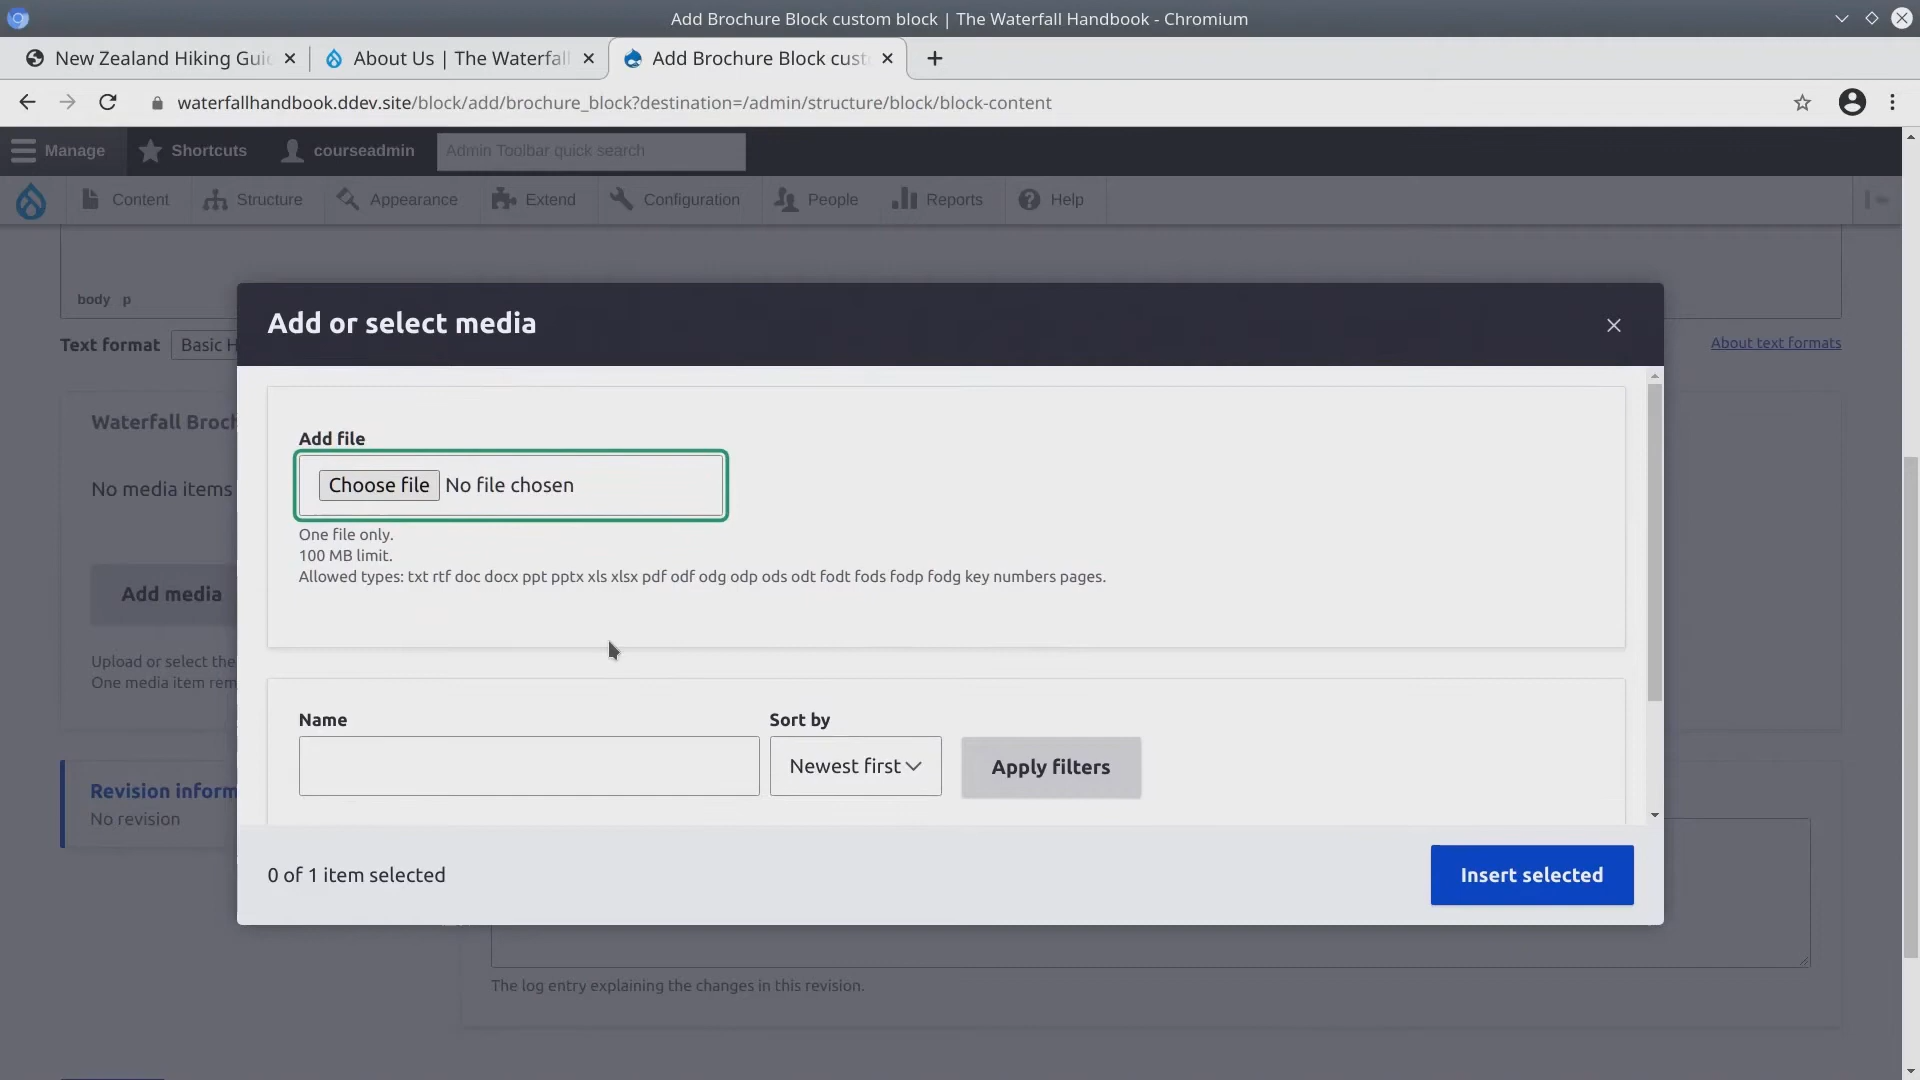 Add Brochure Block custom block | The Waterfall Handbook - Chromium
New Zealand Hiking Gui
About Us | The Waterfall
Add Brochure Block cust
waterfallhandbook.ddev.site/block/add/brochure_block?destination=/admin/structure/block/block-content
Manage
Shortcuts
courseadmin
Admin Toolbar quick search
Content
Structure
Appearance
Extend
Configuration
People
Reports
Help
body p
Text format
Basic H
About text formats
Add or select media
Waterfall Broch
No media items
Add file
Choose file No file chosen
One file only.
100 MB limit.
Allowed types: txt rtf doc docx ppt pptx xls xlsx pdf odf odg odp ods odt fodt fods fodp fodg key numbers pages.
Add media
Upload or select the
One media item rem
Name
Sort by
Newest first
Apply filters
Revision inform
No revision
0 of 1 item selected
Insert selected
The log entry explaining the changes in this revision.